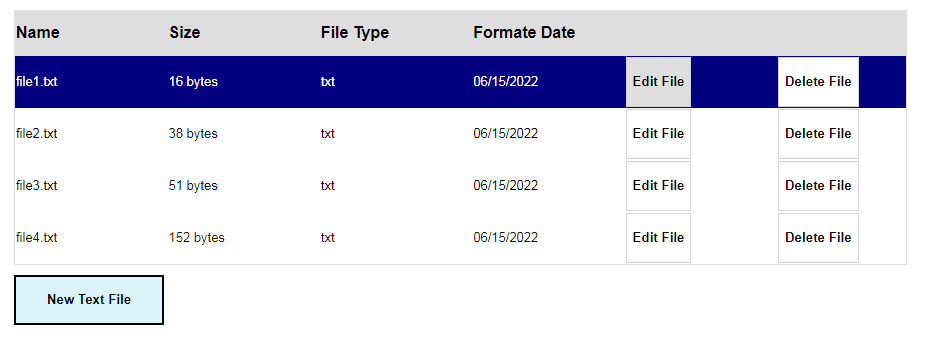 Name Size File Type Formate Date
file1.txt 16 bytes txt 06/15/2022 Edit File Delete File
file2.txt 38 bytes txt 06/15/2022 Edit File Delete File
file3.txt 51 bytes txt 06/15/2022 Edit File Delete File
file4.txt 152 bytes txt 06/15/2022 Edit File Delete File
New Text File